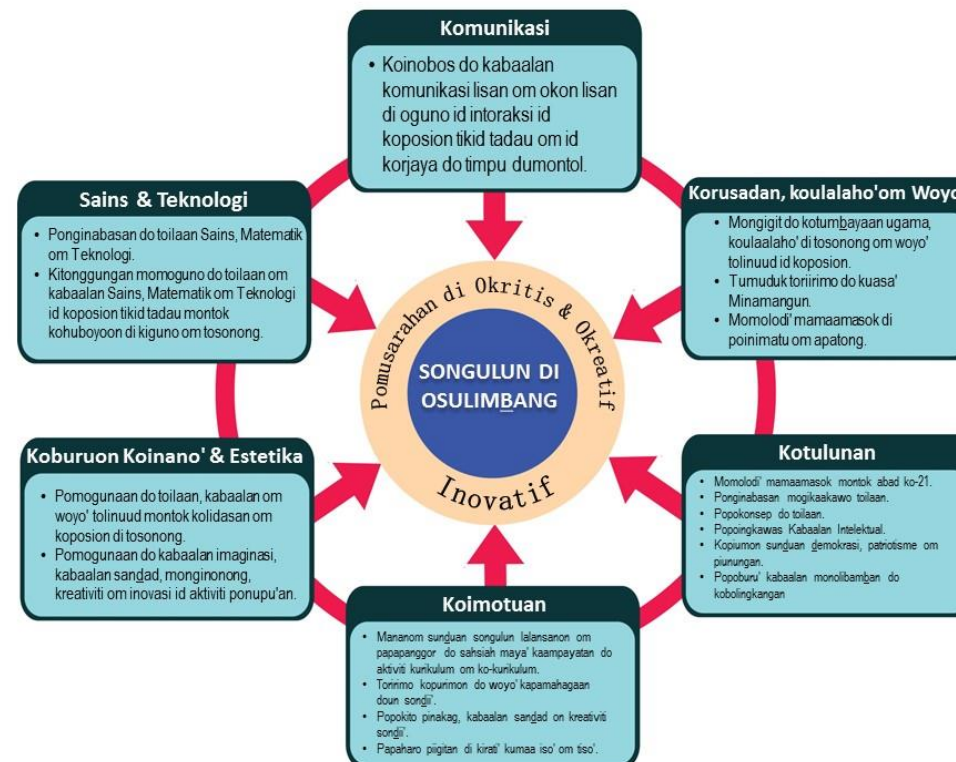 Komunikasi
• Koinobos do kabaalan
komunikasi lisan om okon lisan
di oguno id intoraksi id
koposion tikid tadau om id
korjaya do timpu dumontol.
Sains & Teknologi
• Ponginabasan do toilaan Sains, Matematik
om Teknologi.
• Kitonggungan momoguno do toilaan om
kabaalan Sains, Matematik om Teknologi
id koposion tikid tadau montok
kohuboyoon di kiguno om tosonong.
Korusadan, koulalaho'om Woyo
• Mongigit do kotumbayaan ugama,
koulaalaho' di tosonong om woyo'
tolinuud id koposion.
• Tumuduk toriirimo do kuasa'
Minamangun.
• Momolodi' mamaamasok di
poinimatu om apatong.
Pomusarahan di Okritis & Okreatif
SONGULUN DI
OSULIMBANG
Inovatif
Koburuon Koinano' & Estetika
• Pomogunaan do toilaan, kabaalan om
woyo' tolinuud montok kolidasan om
koposion di tosonong.
• Pomogunaan do kabaalan imaginasi,
kabaalan sandad, monginonong,
kreativiti om inovasi id aktiviti ponupu'an.
Kotulunan
• Momolodi' mamaamasok montok abad ko-21.
• Ponginabasan mogikaakawo toilaan.
• Popokonsep do toilaan.
• Popoingkawas Kabaalan Intelektual.
• Kopiumon sunduan demokrasi, patriotisme om
piunungan.
• Popoburu' kabaalan monolibamban do
kobolingkangan
Koimotuan
• Mananom sunduan songulun lalansanon om
papapanggor do sahsiah maya' kaampayatan do
aktiviti kurikulum om ko-kurikulum.
• Toririmo kopurimon do woyo' kapamahagaan
doun sondii'.
• Popokito pinakag, kabaalan sandad on kreativiti
sondii'.
• Papaharo piigitan di kirati' kumaa iso' om tiso'.